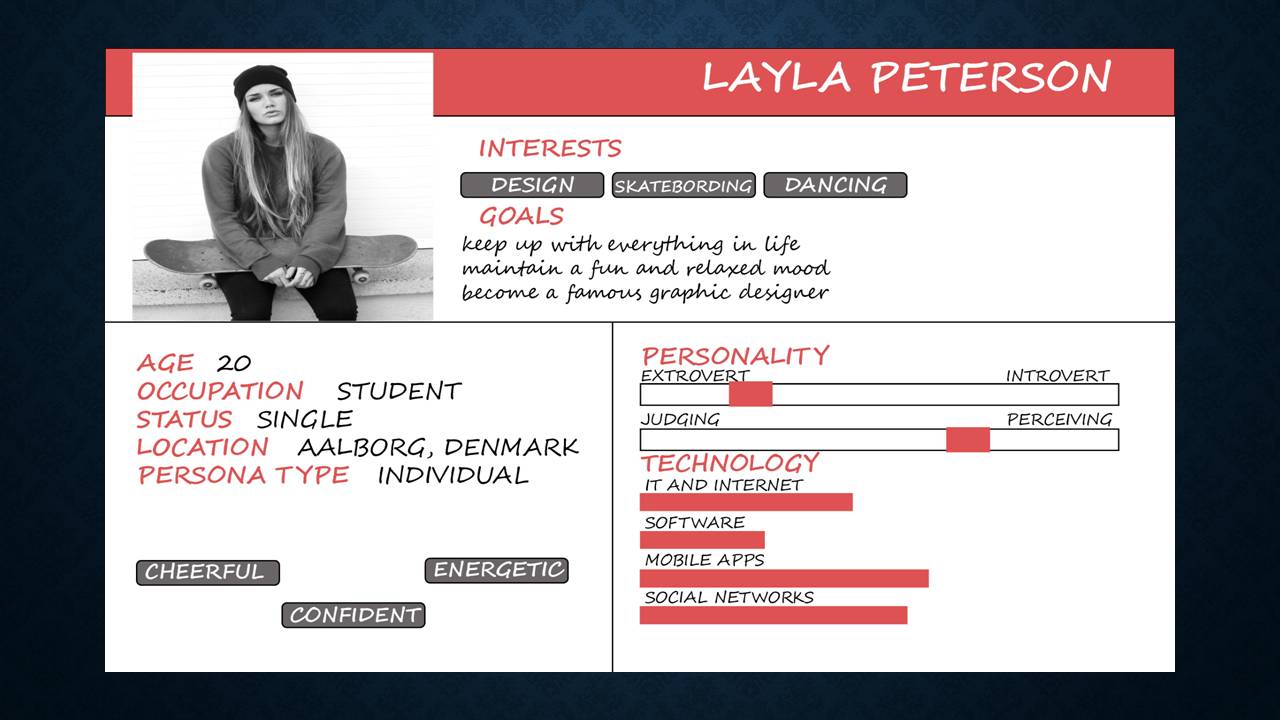 LAYLA PETERSON
INTERESTS
DESIGN SKATEBORDING DANCING
GOALS
keep up with everything in life
maintain a fun and relaxed mood
become a famous graphic designer
AGE 20
OCCUPATION STUDENT
STATUS SINGLE
LOCATION AALBORG, DENMARK
PERSONA TYPE INDIVIDUAL
CHEERFUL ENERGETIC
CONFIDENT
PERSONALITY
EXTROVERT INTROVERT
JUDGING PERCEIVING
TECHNOLOGY
IT AND INTERNET
SOFTWARE
MOBILE APPS
SOCIAL NETWORKS